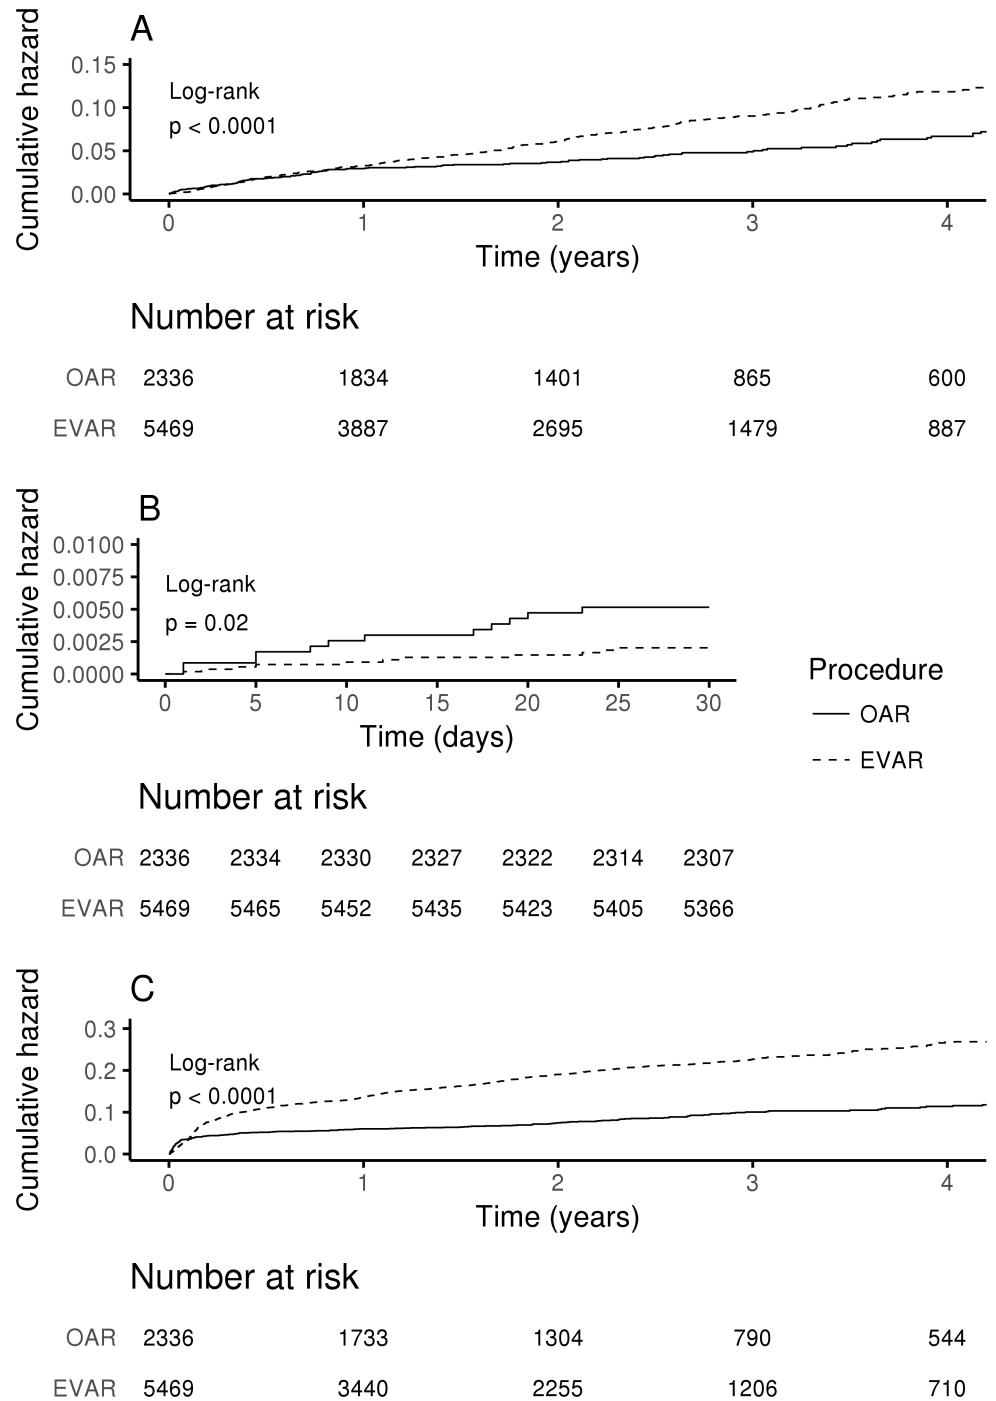 A
Cumulative hazard
0.15
0.10
0.05
0.00
Log-rank
p < 0.0001
0 1 2 3 4
Time (years)
Number at risk
OAR 2336 1834 1401 865 600
EVAR 5469 3887 2695 1479 887
B
Cumulative hazard
0.0100
0.0075
0.0050
0.0025
0.0000
Log-rank
p = 0.02
0 5 10 15 20 25 30
Time (days)
Procedure
OAR
EVAR
Number at risk
OAR 2336 2334 2330 2327 2322 2314 2307
EVAR 5469 5465 5452 5435 5423 5405 5366
C
Cumulative hazard
0.3
0.2
0.1
0.0
Log-rank
p < 0.0001
0 1 2 3 4
Time (years)
Number at risk
OAR 2336 1733 1304 790 544
EVAR 5469 3440 2255 1206 710